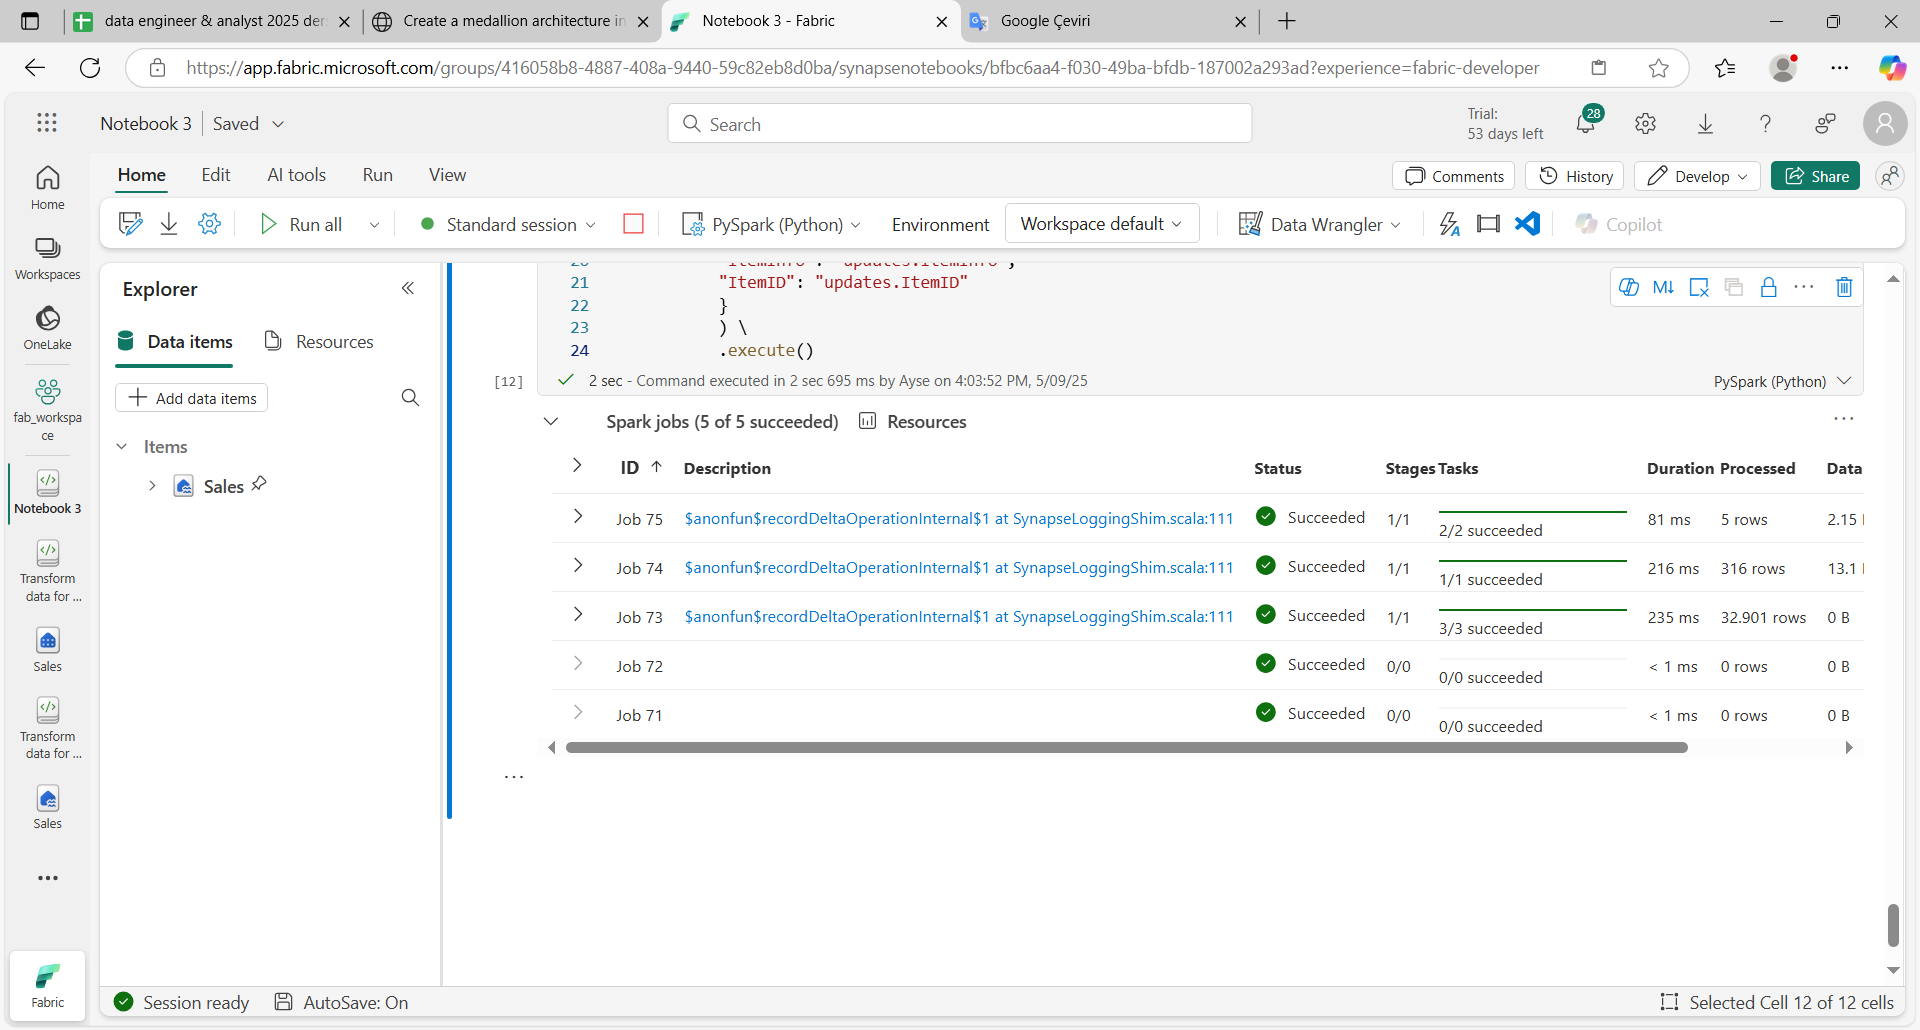 data engineer & analyst 2025 der
Create a medallion architecture in
Notebook 3 - Fabric
Google Çeviri
https://app.fabric.microsoft.com/groups/416058b8-4887-408a-9440-59c82eb8d0ba/synapsenotebooks/bfbc6aa4-f030-49ba-bfdb-187002a293ad?experience=fabric-developer
Notebook 3
Saved
Search
Trial:
53 days left
28
Home
Edit
AI tools
Run
View
Comments
History
Develop
Share
Run all
Standard session
PySpark (Python)
Environment
Workspace default
Data Wrangler
Copilot
Home
Workspaces
OneLake
fab_workspa
ce
Notebook 3
Transform
data for ...
Sales
Transform
data for ...
Sales
Fabric
Explorer
Data items
Resources
Add data items
Items
Sales
20 "ItemInfo": "updates.ItemInfo",
21 "ItemID": "updates.ItemID"
22 }
23 ) \
24 .execute()
[12]
2 sec - Command executed in 2 sec 695 ms by Ayse on 4:03:52 PM, 5/09/25
PySpark (Python)
Spark jobs (5 of 5 succeeded)
Resources
ID Description Status Stages Tasks Duration Processed Data
Job 75 $anonfun$recordDeltaOperationInternal$1 at SynapseLoggingShim.scala:111 Succeeded 1/1 2/2 succeeded 81 ms 5 rows 2.15
Job 74 $anonfun$recordDeltaOperationInternal$1 at SynapseLoggingShim.scala:111 Succeeded 1/1 1/1 succeeded 216 ms 316 rows 13.1
Job 73 $anonfun$recordDeltaOperationInternal$1 at SynapseLoggingShim.scala:111 Succeeded 1/1 3/3 succeeded 235 ms 32.901 rows 0 B
Job 72 Succeeded 0/0 0/0 succeeded < 1 ms 0 rows 0 B
Job 71 Succeeded 0/0 0/0 succeeded < 1 ms 0 rows 0 B
Session ready
AutoSave: On
Selected Cell 12 of 12 cells